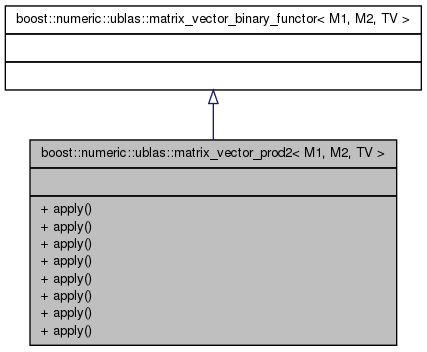 boost::numeric::ublas::matrix_vector_binary_functor< M1, M2, TV >
boost::numeric::ublas::matrix_vector_prod2< M1, M2, TV >
+ apply()
+ apply()
+ apply()
+ apply()
+ apply()
+ apply()
+ apply()
+ apply()